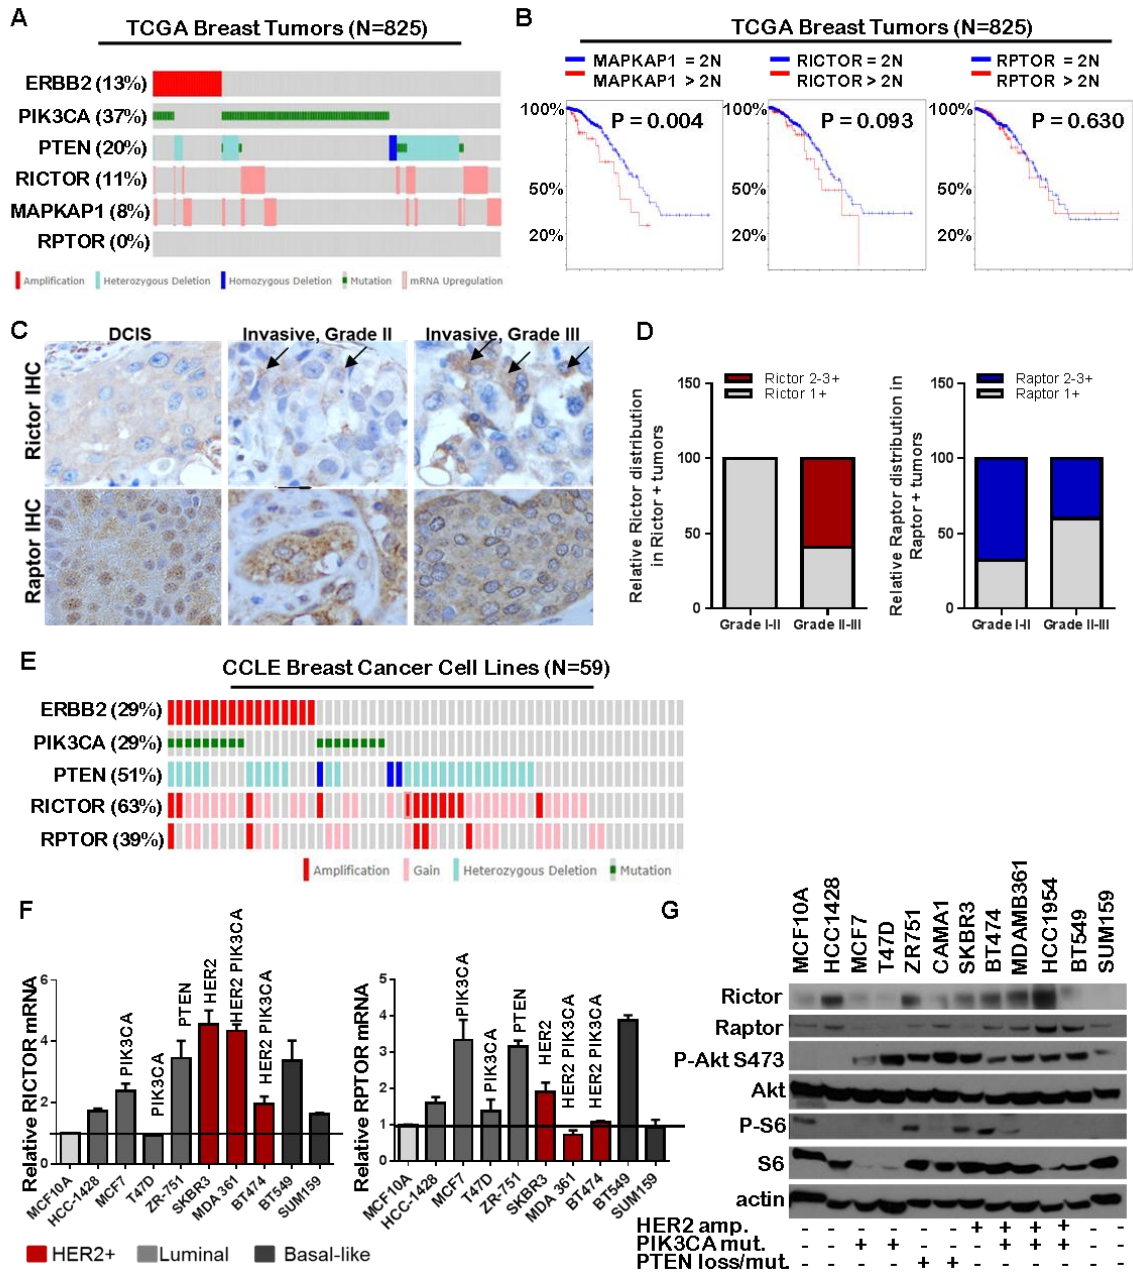 A
TCGA Breast Tumors (N=825)
ERBB2 (13%)
PIK3CA (37%)
PTEN (20%)
RICTOR (11%)
MAPKAP1 (8%)
RPTOR (0%)
Amplification Heterozygous Deletion Homozygous Deletion Mutation mRNA Upregulation
B
TCGA Breast Tumors (N=825)
MAPKAP1 = 2N
MAPKAP1 > 2N
RICTOR = 2N
RICTOR > 2N
RPTOR = 2N
RPTOR > 2N
100%
50%
20%
P = 0.004
100%
50%
20%
P = 0.093
100%
50%
20%
P = 0.630
C
DCIS Invasive, Grade II Invasive, Grade III
Rictor IHC
Raptor IHC
D
Rictor 2-3+
Rictor 1+
Relative Rictor distribution
in Rictor + tumors
150
100
50
0
Grade I-II Grade II-III
Raptor 2-3+
Raptor 1+
Relative Raptor distribution in
Raptor + tumors
150
100
50
0
Grade I-II Grade II-III
E
CCLE Breast Cancer Cell Lines (N=59)
ERBB2 (29%)
PIK3CA (29%)
PTEN (51%)
RICTOR (63%)
RPTOR (39%)
Amplification Gain Heterozygous Deletion Mutation
F
Relative RICTOR mRNA
6
4
2
0
PIK3CA
PIK3CA
PTEN
HER2
HER2 PIK3CA
HER2 PIK3CA
MCF10A
HCC-1428
MCF7
T47D
ZR-751
SKBR3
MDA 361
BT474
BT549
SUM159
Relative RPTOR mRNA
5
4
3
2
1
0
PIK3CA
PIK3CA
PTEN
HER2
HER2 PIK3CA
HER2 PIK3CA
MCF10A
HCC-1428
MCF7
T47D
ZR-751
SKBR3
MDA 361
BT474
BT549
SUM159
HER2+ Luminal Basal-like
G
MCF10A
HCC1428
MCF7
T47D
ZR751
CAMA1
SKBR3
BT474
MDAMB361
HCC1954
BT549
SUM159
Rictor
Raptor
P-Akt S473
Akt
P-S6
S6
actin
HER2 amp. - - - - - - + + + + - -
PIK3CA mut. - - + + - - - + + + - -
PTEN loss/mut. - - - - + + - - - - - -